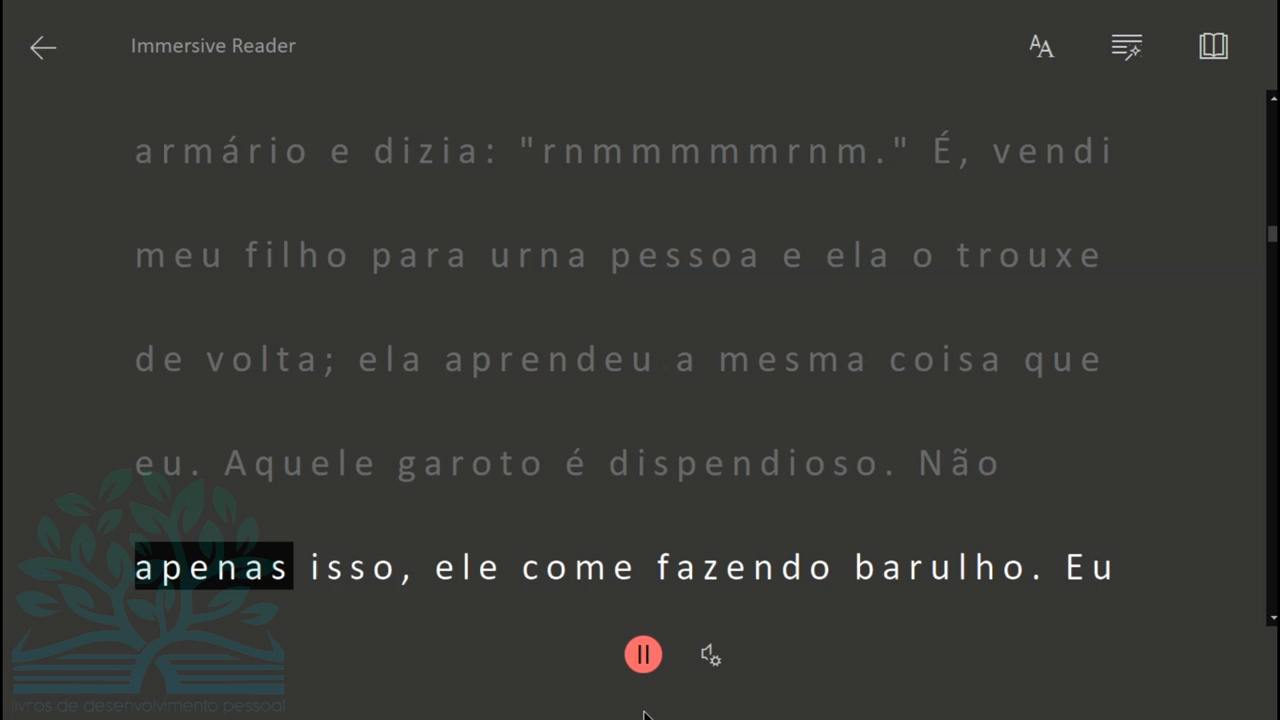 Immersive Reader
armário e dizia: "rnmmmmmrnm." É, vendi
meu filho para urna pessoa e ela o trouxe
de volta; ela aprendeu a mesma coisa que
eu. Aquele garoto é dispendioso. Não
apenas isso, ele come fazendo barulho. Eu
livros de desenvolvimento pessoal